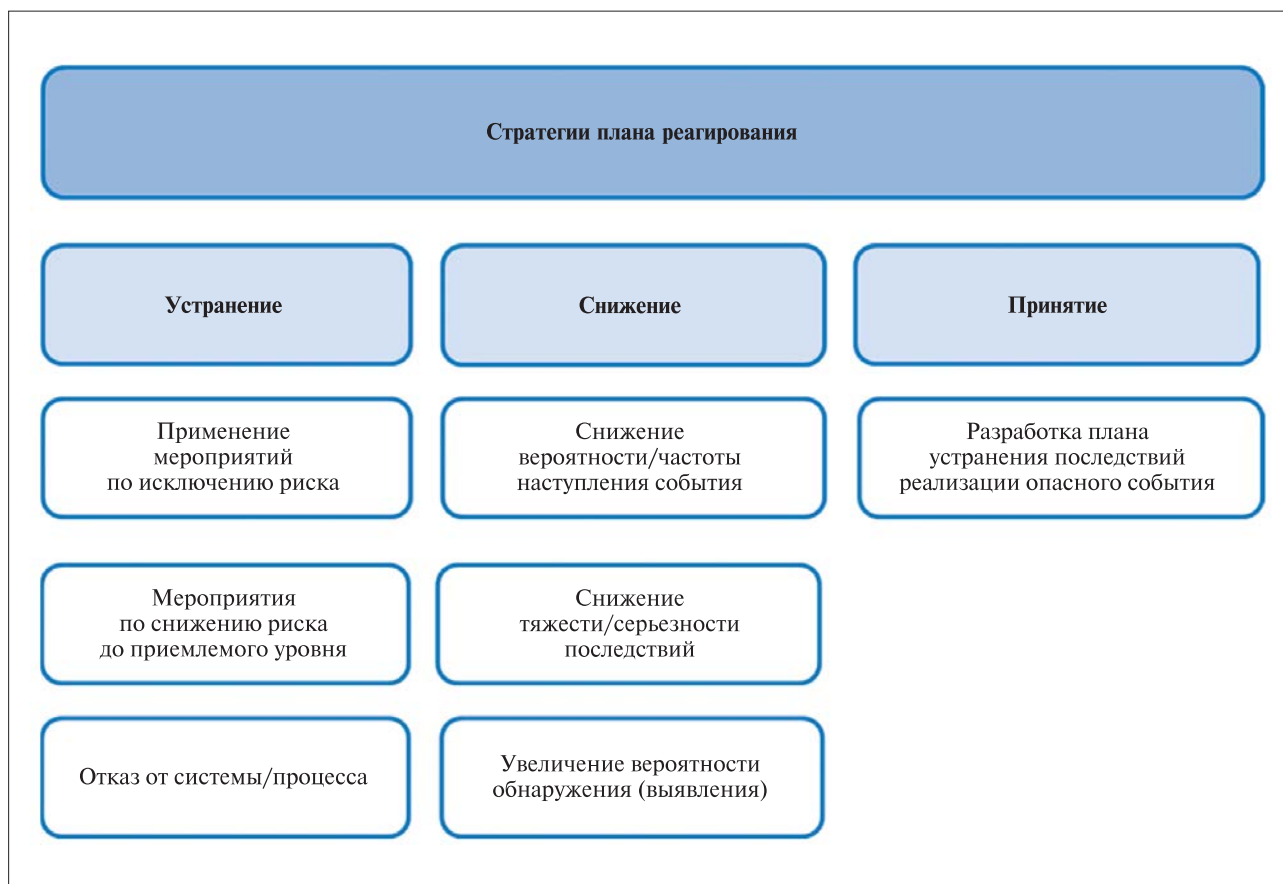 Стратегии плана реагирования
Устранение
Снижение
Принятие
Применение
мероприятий
по исключению риска
Снижение
вероятности/частоты
наступления события
Разработка плана
устранения последствий
реализации опасного события
Мероприятия
по снижению риска
до приемлемого уровня
Снижение
тяжести/серьезности
последствий
Отказ от системы/процесса
Увеличение вероятности
обнаружения (выявления)